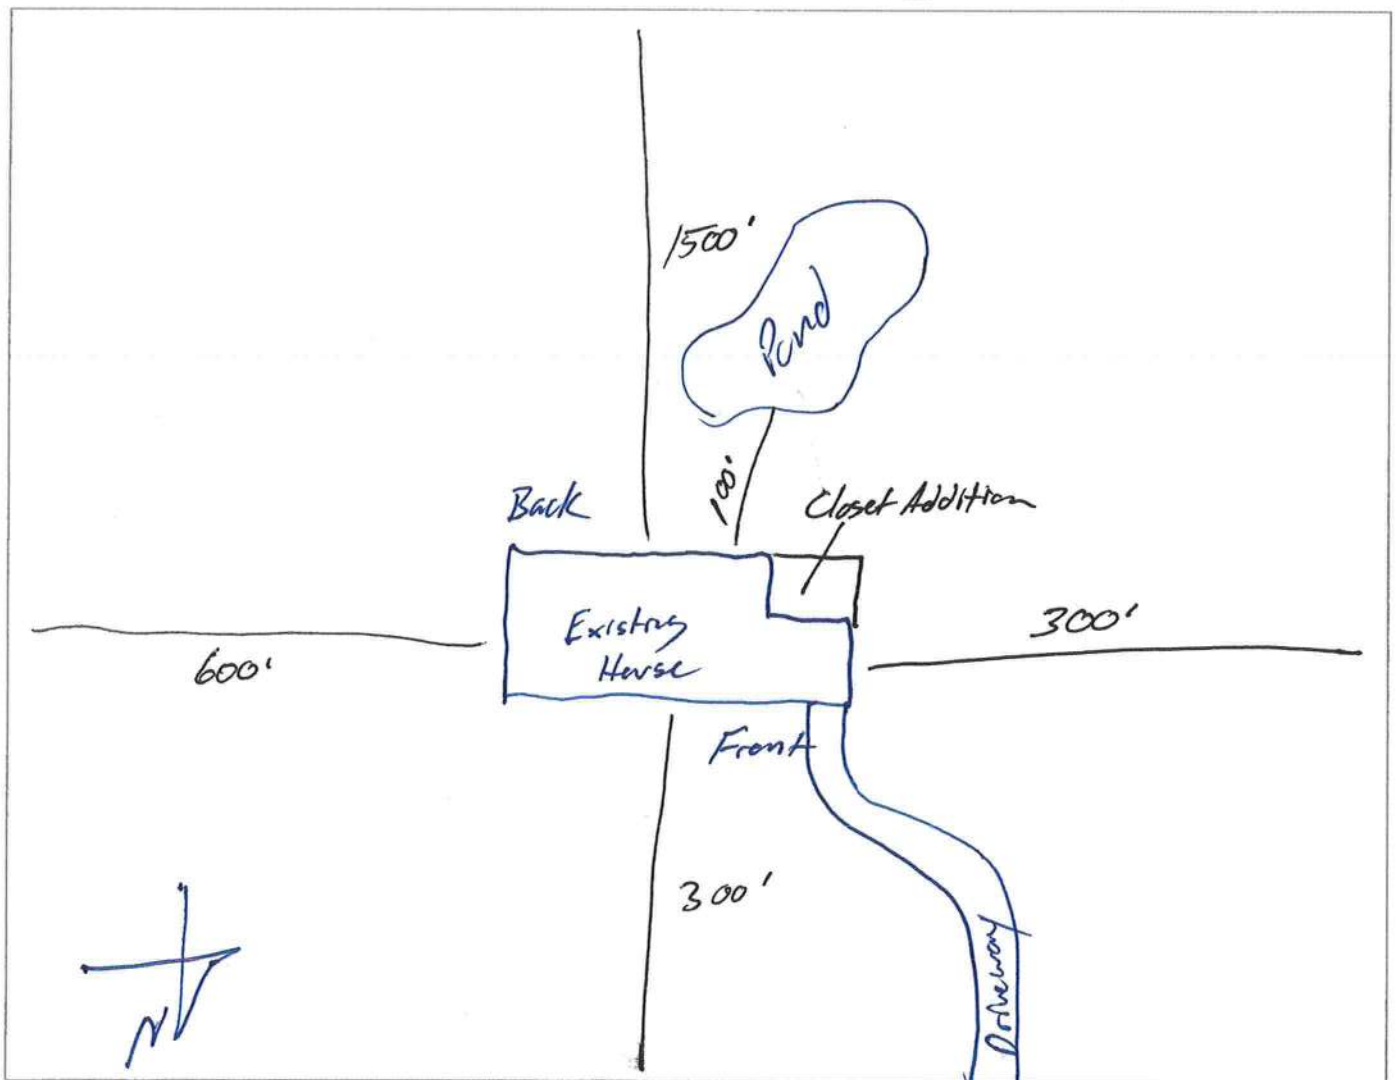 1500'
Pond
100'
Back
Closet Addition
Existing
House
300'
600'
Front
300'
Driveway
N